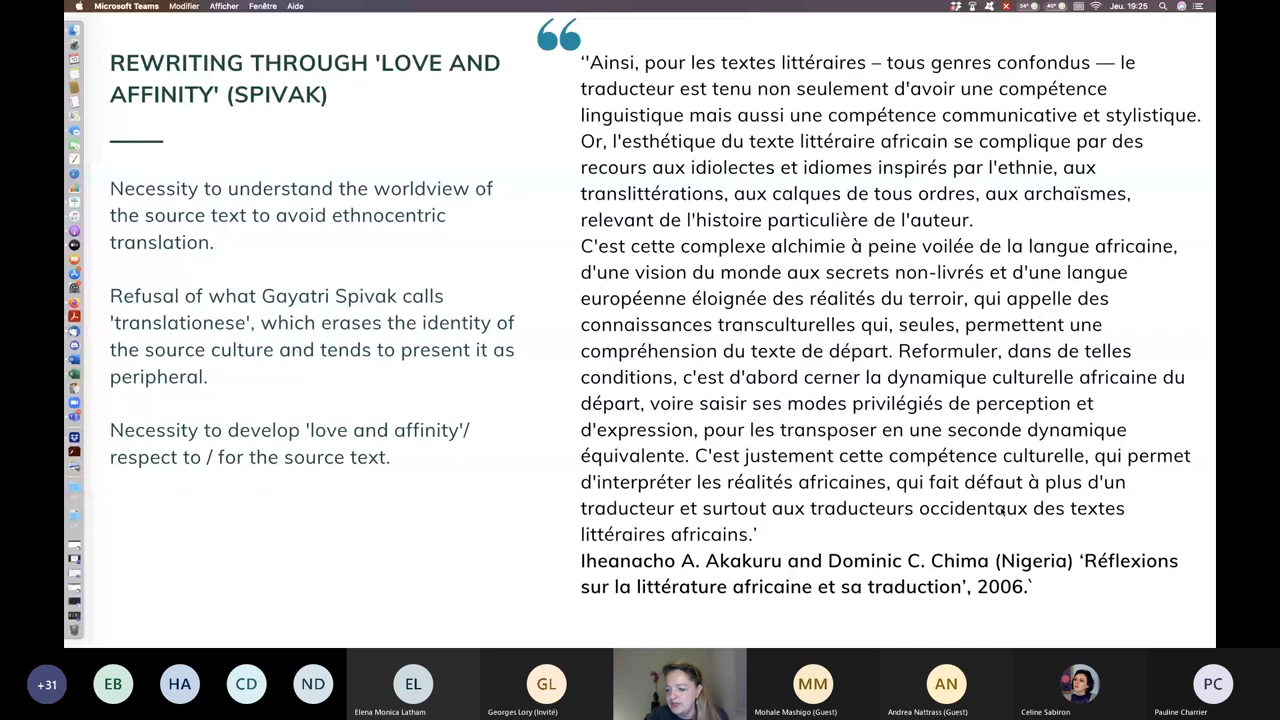 Microsoft Teams Modifier Afficher Fenêtre Aide
34° 40° Jeu. 19:25
REWRITING THROUGH 'LOVE AND
AFFINITY' (SPIVAK)
Necessity to understand the worldview of
the source text to avoid ethnocentric
translation.
Refusal of what Gayatri Spivak calls
'translationese', which erases the identity of
the source culture and tends to present it as
peripheral.
Necessity to develop 'love and affinity'/
respect to / for the source text.
“
‘'Ainsi, pour les textes littéraires – tous genres confondus — le
traducteur est tenu non seulement d'avoir une compétence
linguistique mais aussi une compétence communicative et stylistique.
Or, l'esthétique du texte littéraire africain se complique par des
recours aux idiolectes et idiomes inspirés par l'ethnie, aux
translittérations, aux calques de tous ordres, aux archaïsmes,
relevant de l'histoire particulière de l'auteur.
C'est cette complexe alchimie à peine voilée de la langue africaine,
d'une vision du monde aux secrets non-livrés et d'une langue
européenne éloignée des réalités du terroir, qui appelle des
connaissances transculturelles qui, seules, permettent une
compréhension du texte de départ. Reformuler, dans de telles
conditions, c'est d'abord cerner la dynamique culturelle africaine du
départ, voire saisir ses modes privilégiés de perception et
d'expression, pour les transposer en une seconde dynamique
équivalente. C'est justement cette compétence culturelle, qui permet
d'interpréter les réalités africaines, qui fait défaut à plus d'un
traducteur et surtout aux traducteurs occidentaux des textes
littéraires africains.’
Iheanacho A. Akakuru and Dominic C. Chima (Nigeria) ‘Réflexions
sur la littérature africaine et sa traduction’, 2006.`
+31 EB HA CD ND EL GL MM AN PC
Elena Monica Latham Georges Lory (Invité) Mohale Mashigo (Guest) Andrea Nattrass (Guest) Celine Sabiron Pauline Charrier